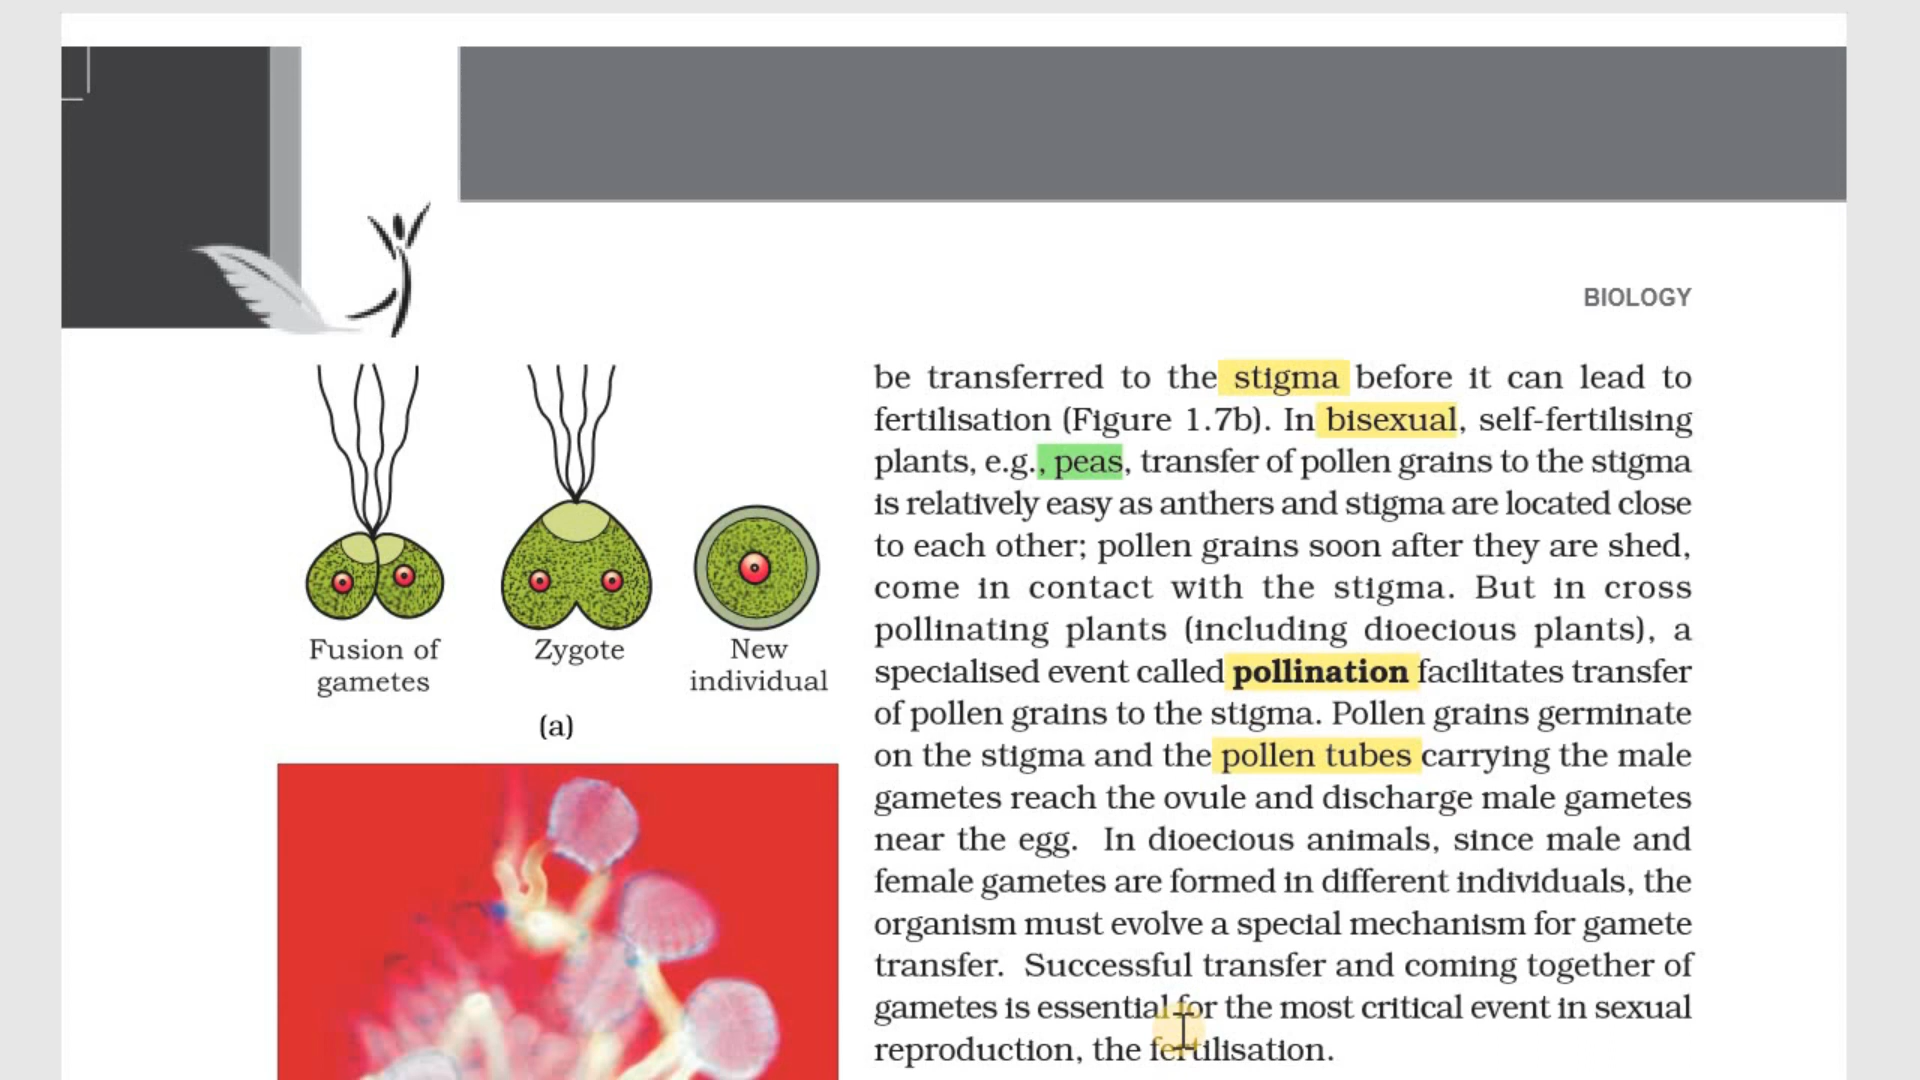 BIOLOGY
Fusion of
gametes
Zygote
New
individual
(a)
be transferred to the stigma before it can lead to
fertilisation (Figure 1.7b). In bisexual, self-fertilising
plants, e.g., peas, transfer of pollen grains to the stigma
is relatively easy as anthers and stigma are located close
to each other; pollen grains soon after they are shed,
come in contact with the stigma. But in cross
pollinating plants (including dioecious plants), a
specialised event called pollination facilitates transfer
of pollen grains to the stigma. Pollen grains germinate
on the stigma and the pollen tubes carrying the male
gametes reach the ovule and discharge male gametes
near the egg. In dioecious animals, since male and
female gametes are formed in different individuals, the
organism must evolve a special mechanism for gamete
transfer. Successful transfer and coming together of
gametes is essential for the most critical event in sexual
reproduction, the fertilisation.